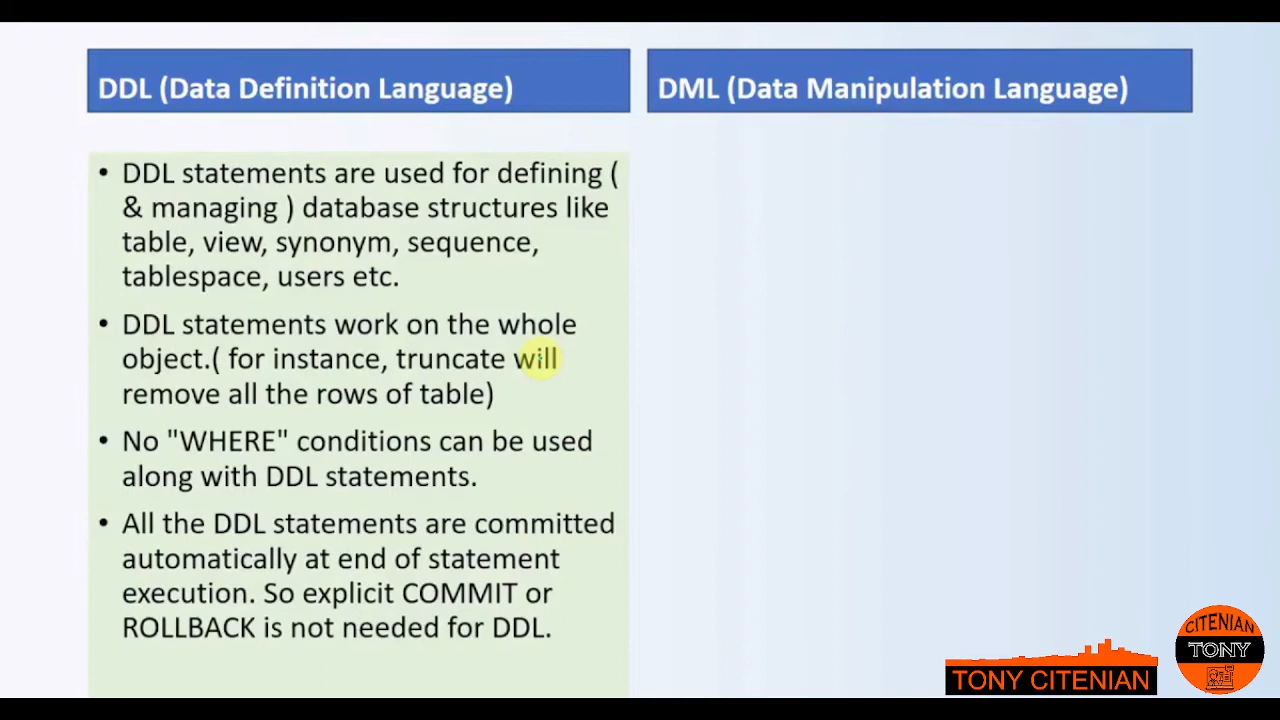 DDL (Data Definition Language)
DML (Data Manipulation Language)
• DDL statements are used for defining (
& managing ) database structures like
table, view, synonym, sequence,
tablespace, users etc.
• DDL statements work on the whole
object.( for instance, truncate will
remove all the rows of table)
• No "WHERE" conditions can be used
along with DDL statements.
• All the DDL statements are committed
automatically at end of statement
execution. So explicit COMMIT or
ROLLBACK is not needed for DDL.
TONY CITENIAN
CITENIAN
TONY